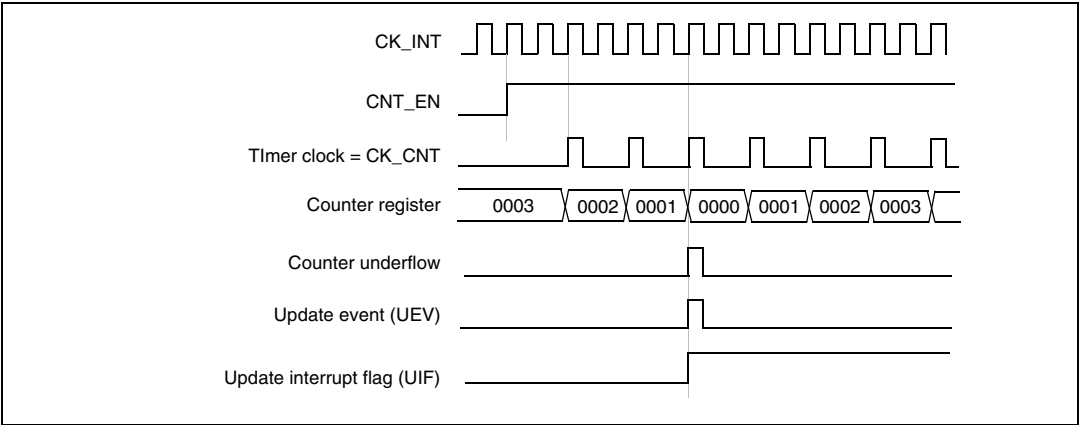 CK_INT
CNT_EN
TImer clock = CK_CNT
Counter register 0003 0002 0001 0000 0001 0002 0003
Counter underflow
Update event (UEV)
Update interrupt flag (UIF)